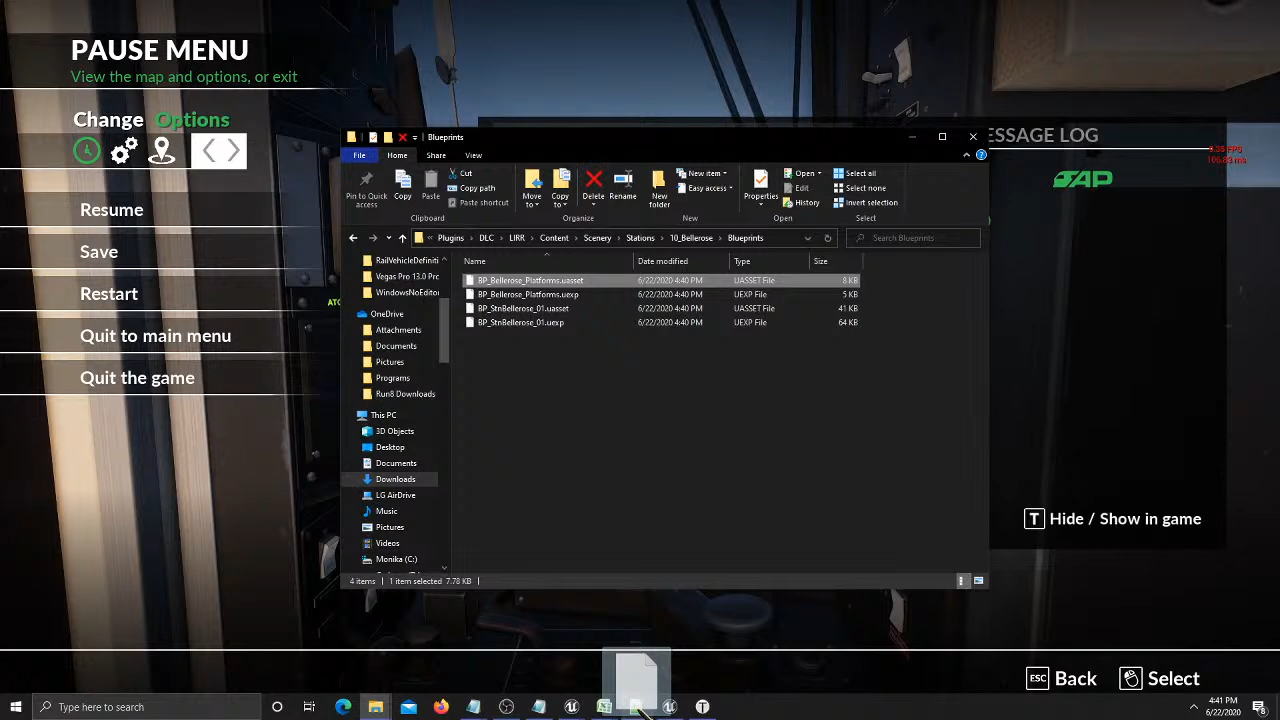 PAUSE MENU
View the map and options, or exit
Change Options
Resume
Save
Restart
Quit to main menu
Quit the game
Blueprints
File Home Share View
Pin to Quick access
Copy
Paste
Cut
Copy path
Paste shortcut
Clipboard
Move to
Copy to
Delete
Rename
Organize
New folder
New item
Easy access
New
Properties
Open
Edit
History
Open
Select all
Select none
Invert selection
Select
« Plugins > DLC > LIRR > Content > Scenery > Stations > 10_Bellerose > Blueprints
Search Blueprints
RailVehicleDefiniti
Vegas Pro 13.0 Prc
WindowsNoEditor
OneDrive
Attachments
Documents
Pictures
Programs
Run8 Downloads
This PC
3D Objects
Desktop
Documents
Downloads
LG AirDrive
Music
Pictures
Videos
Monika (C:)
Name Date modified Type Size
BP_Bellerose_Platforms.uasset 6/22/2020 4:40 PM UASSET File 8 KB
BP_Bellerose_Platforms.uexp 6/22/2020 4:40 PM UEXP File 5 KB
BP_StnBellerose_01.uasset 6/22/2020 4:40 PM UASSET File 41 KB
BP_StnBellerose_01.uexp 6/22/2020 4:40 PM UEXP File 64 KB
4 items 1 item selected 7.78 KB
ESSAGE LOG
106.83 ms
T Hide / Show in game
ESC Back Select
Type here to search
4:41 PM
6/22/2020
8